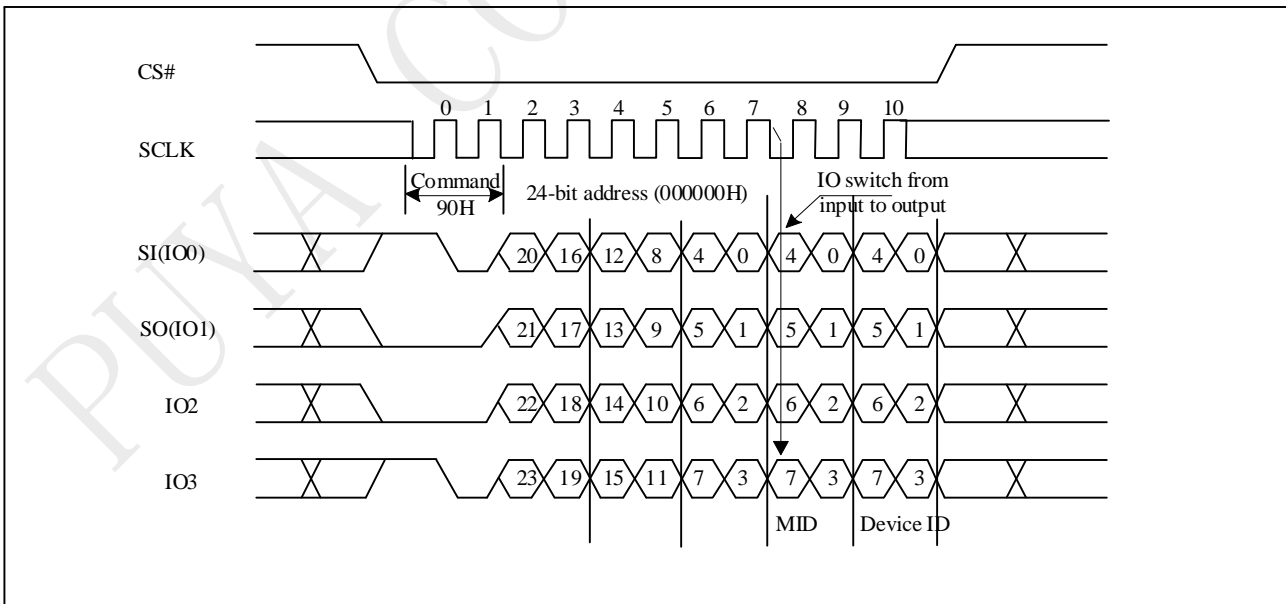 PUYA CO
CS#
0 1 2 3 4 5 6 7 8 9 10
SCLK
Command
90H
24-bit address (000000H)
IO switch from
input to output
SI(IO0) 20 16 12 8 4 0 4 0 4 0
SO(IO1) 21 17 13 9 5 1 5 1 5 1
IO2 22 18 14 10 6 2 6 2 6 2
IO3 23 19 15 11 7 3 7 3 7 3
MID Device ID